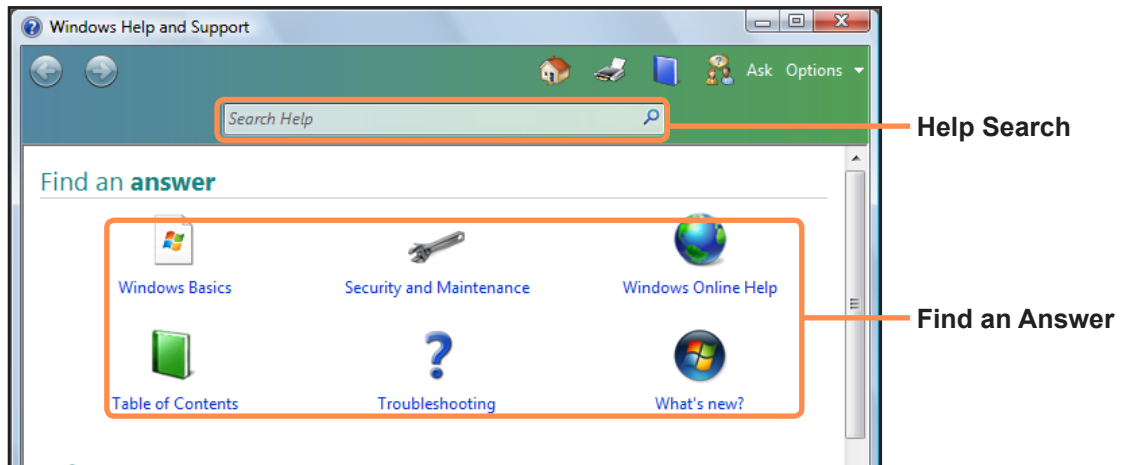 Windows Help and Support
Ask Options
Search Help
Help Search
Find an answer
Windows Basics Security and Maintenance Windows Online Help
Find an Answer
Table of Contents Troubleshooting What's new?